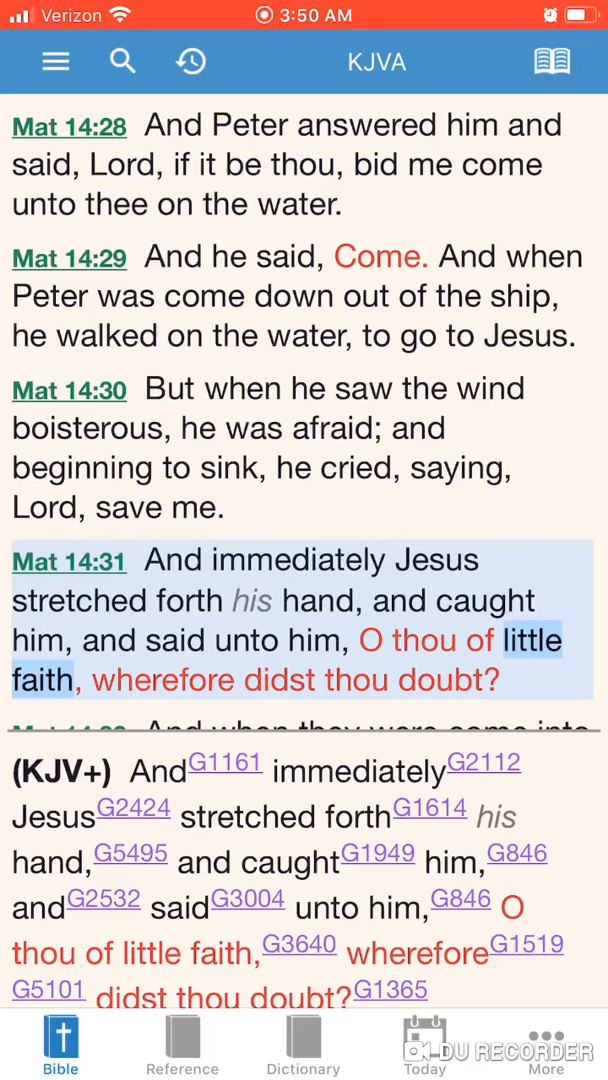 Verizon 3:50 AM
KJVA
Mat 14:28 And Peter answered him and
said, Lord, if it be thou, bid me come
unto thee on the water.
Mat 14:29 And he said, Come. And when
Peter was come down out of the ship,
he walked on the water, to go to Jesus.
Mat 14:30 But when he saw the wind
boisterous, he was afraid; and
beginning to sink, he cried, saying,
Lord, save me.
Mat 14:31 And immediately Jesus
stretched forth his hand, and caught
him, and said unto him, O thou of little
faith, wherefore didst thou doubt?
And when they were come into
(KJV+) AndG1161 immediatelyG2112
JesusG2424 stretched forthG1614 his
hand,G5495 and caughtG1949 him,G846
andG2532 saidG3004 unto him,G846 O
thou of little faith,G3640 whereforeG1519
G5101 didst thou doubt?G1365
Bible Reference Dictionary Today More
DU RECORDER